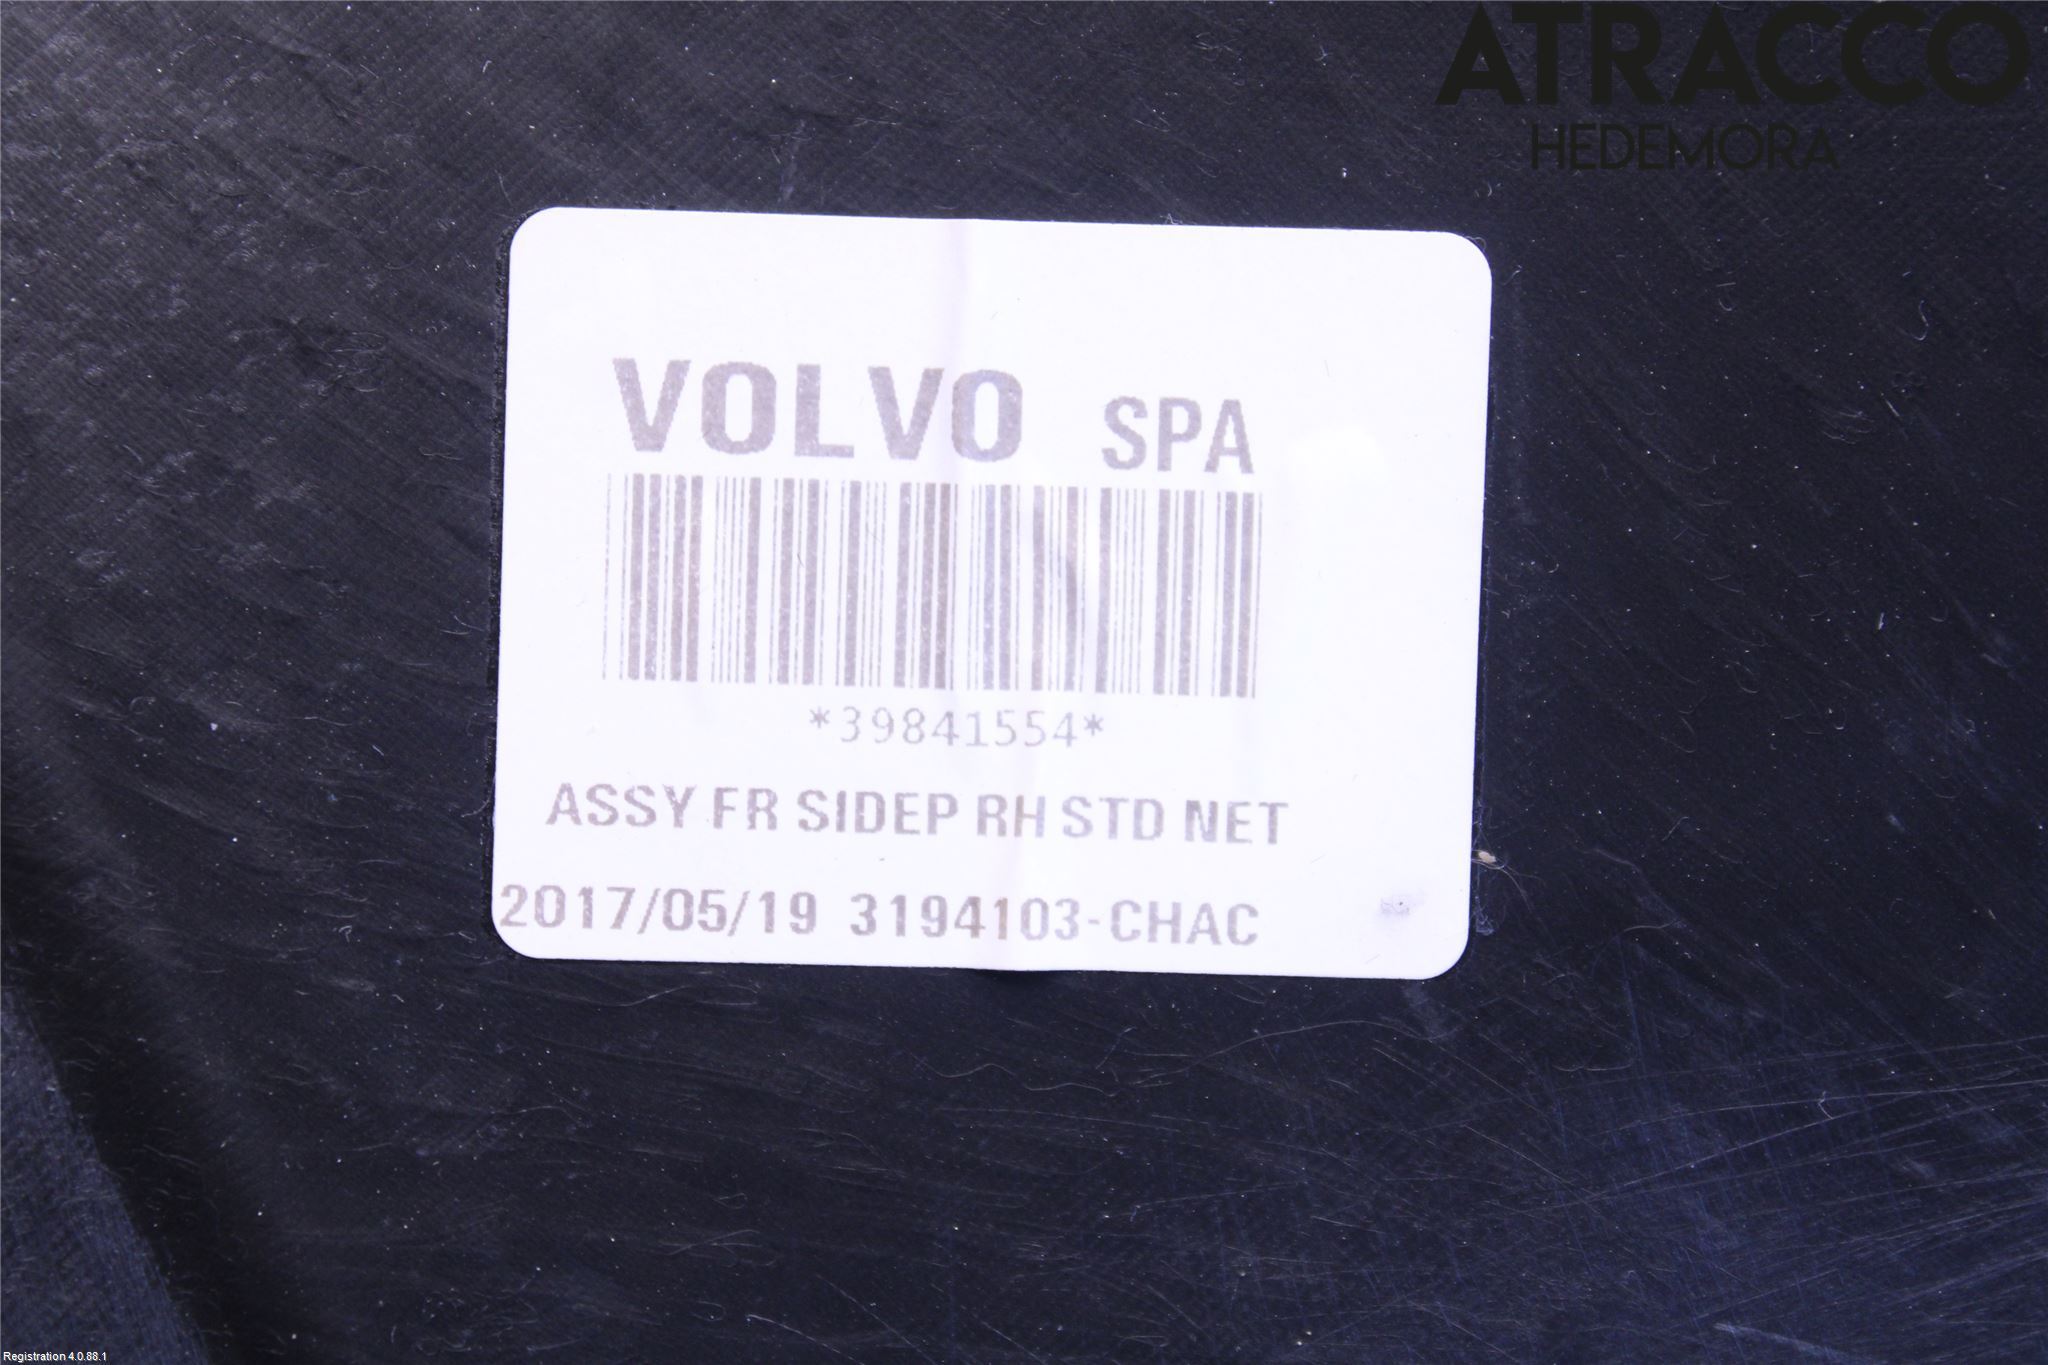 ATRACCO
HEDEMORA
VOLVO SPA
*39841554*
ASSY FR SIDEP RH STD NET
2017/05/19 3194103-CHAC
Registration 4.0.88.1